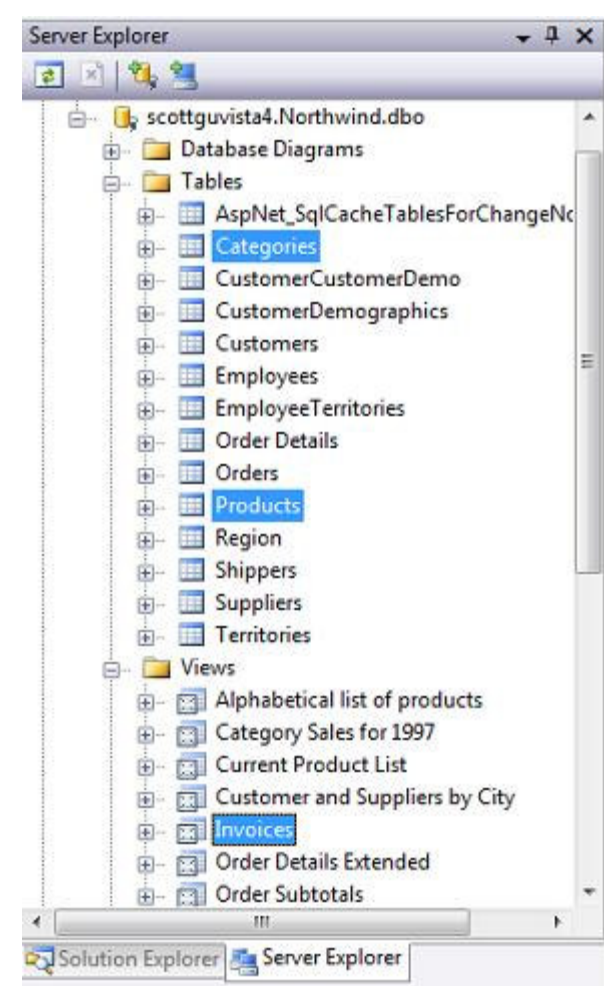 Server Explorer
scottguvista4.Northwind.dbo
Database Diagrams
Tables
AspNet_SqlCacheTablesForChangeNo
Categories
CustomerCustomerDemo
CustomerDemographics
Customers
Employees
EmployeeTerritories
Order Details
Orders
Products
Region
Shippers
Suppliers
Territories
Views
Alphabetical list of products
Category Sales for 1997
Current Product List
Customer and Suppliers by City
Invoices
Order Details Extended
Order Subtotals
Solution Explorer Server Explorer